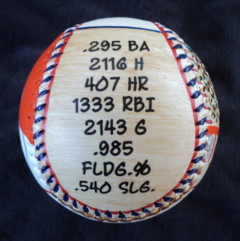 .295 BA
2116 H
407 HR
1333 RBI
2143 G
.985
FLDG.%
.540 SLG.